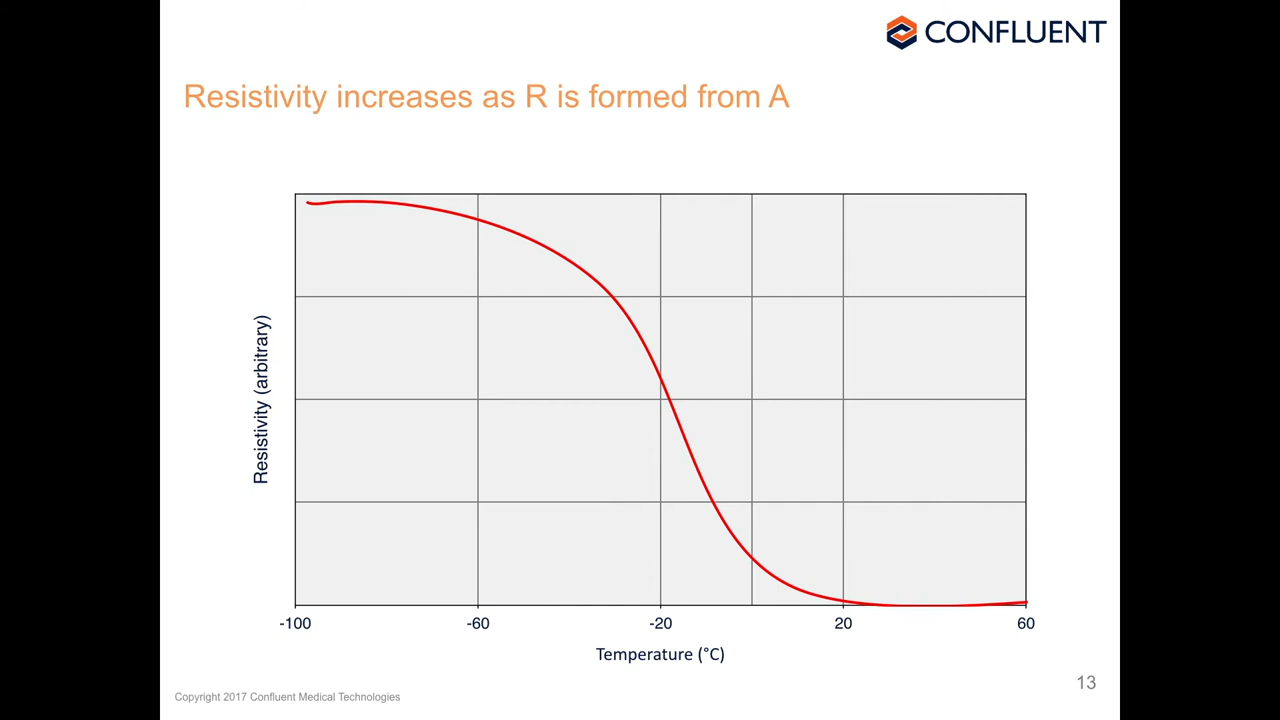 CONFLUENT
Resistivity increases as R is formed from A
Resistivity (arbitrary)
-100 -60 -20 20 60
Temperature (°C)
13
Copyright 2017 Confluent Medical Technologies